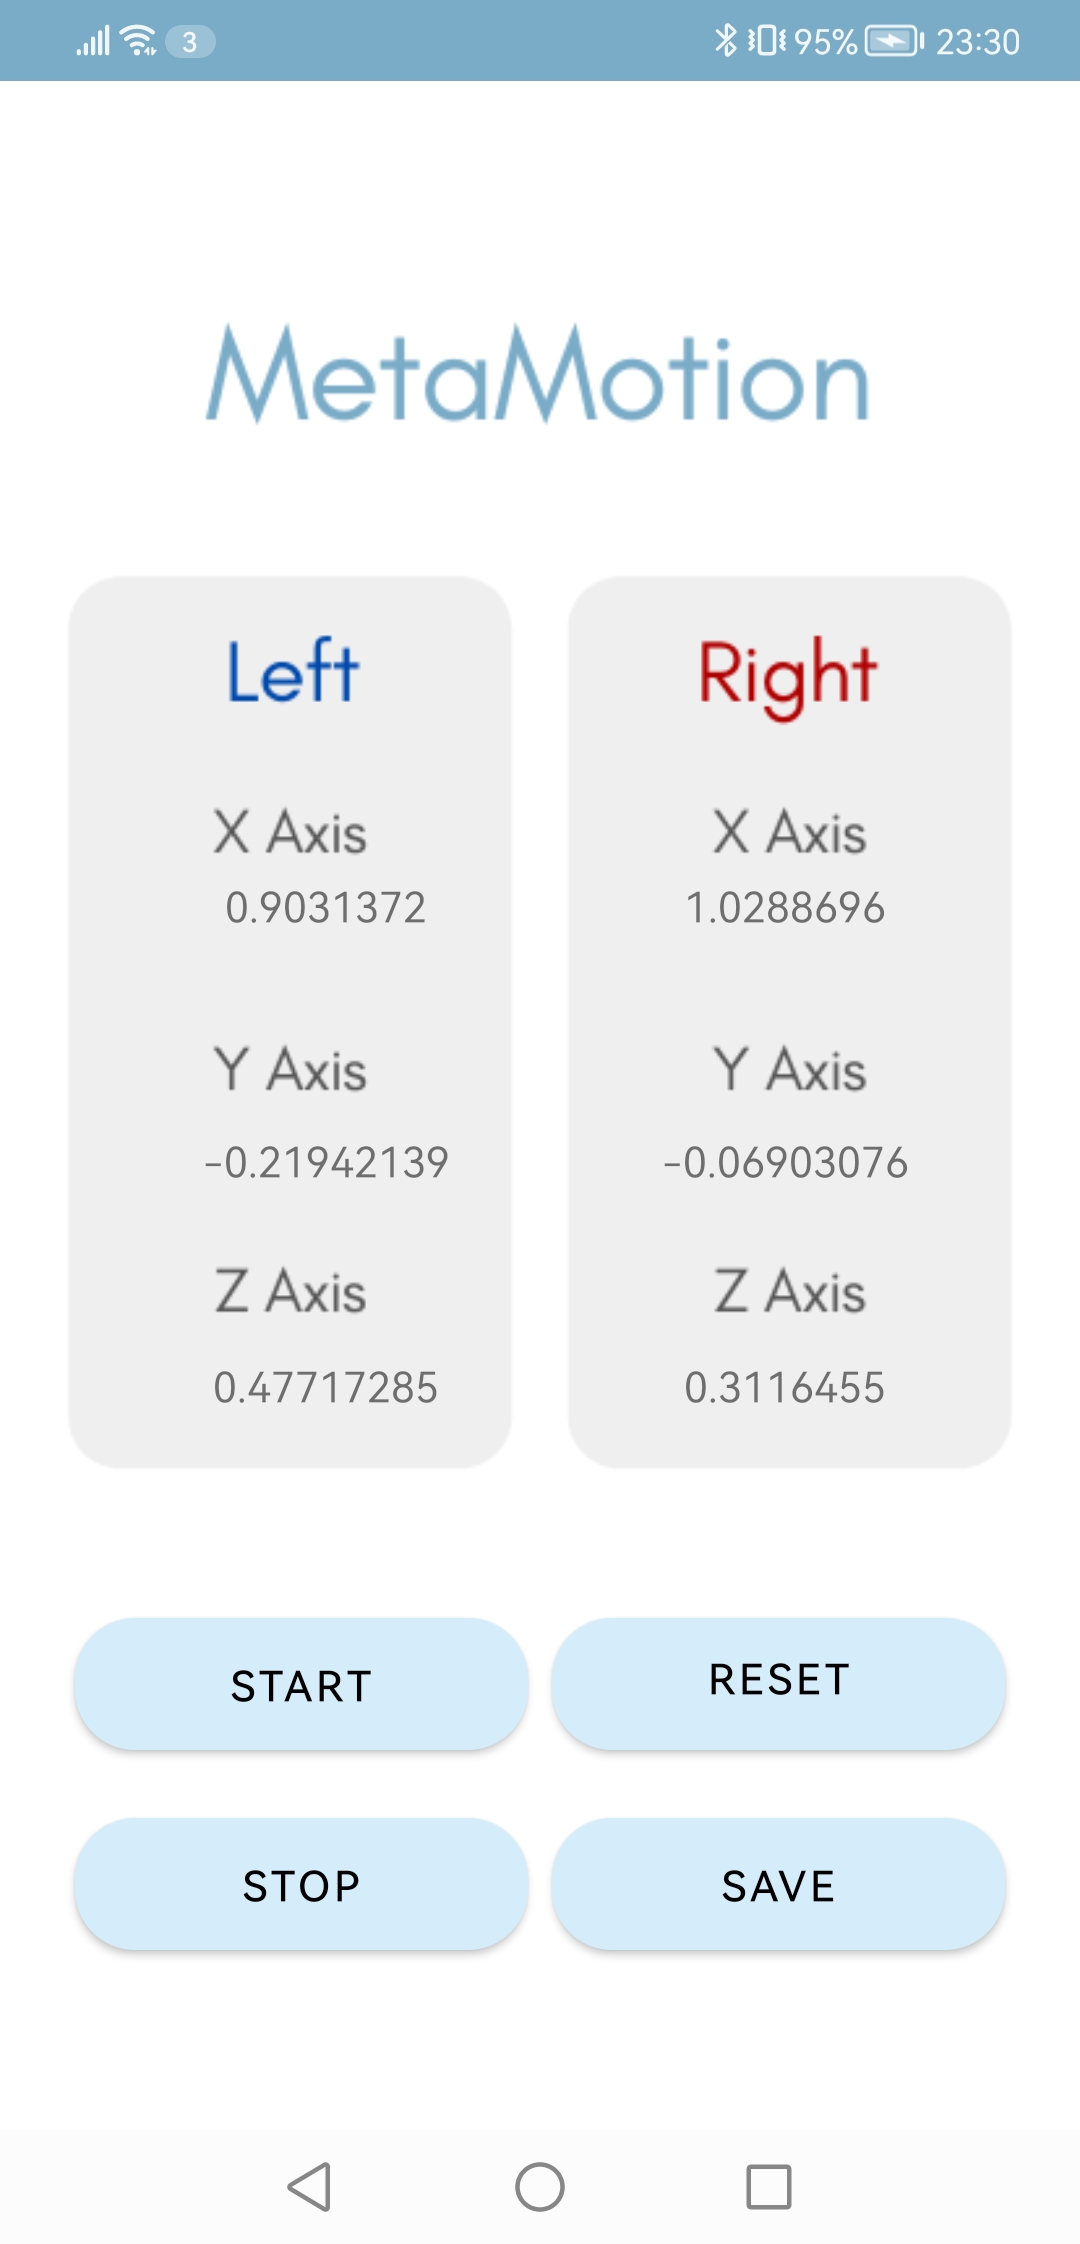 3
95%
23:30
MetaMotion
Left
X Axis
0.9031372
Y Axis
-0.21942139
Z Axis
0.47717285
Right
X Axis
1.0288696
Y Axis
-0.06903076
Z Axis
0.3116455
START
RESET
STOP
SAVE